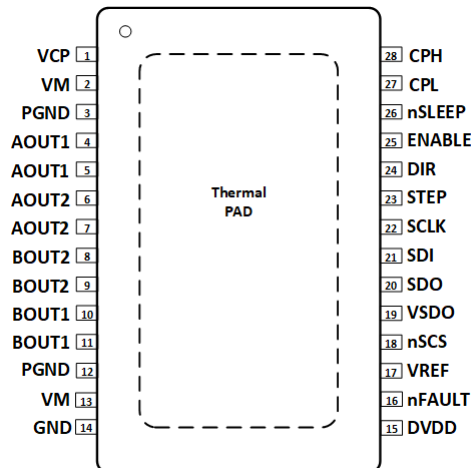 VCP 1 28 CPH
VM 2 27 CPL
PGND 3 26 nSLEEP
AOUT1 4 25 ENABLE
AOUT1 5 24 DIR
AOUT2 6 Thermal 23 STEP
AOUT2 7 PAD 22 SCLK
BOUT2 8 21 SDI
BOUT2 9 20 SDO
BOUT1 10 19 VSDO
BOUT1 11 18 nSCS
PGND 12 17 VREF
VM 13 16 nFAULT
GND 14 15 DVDD